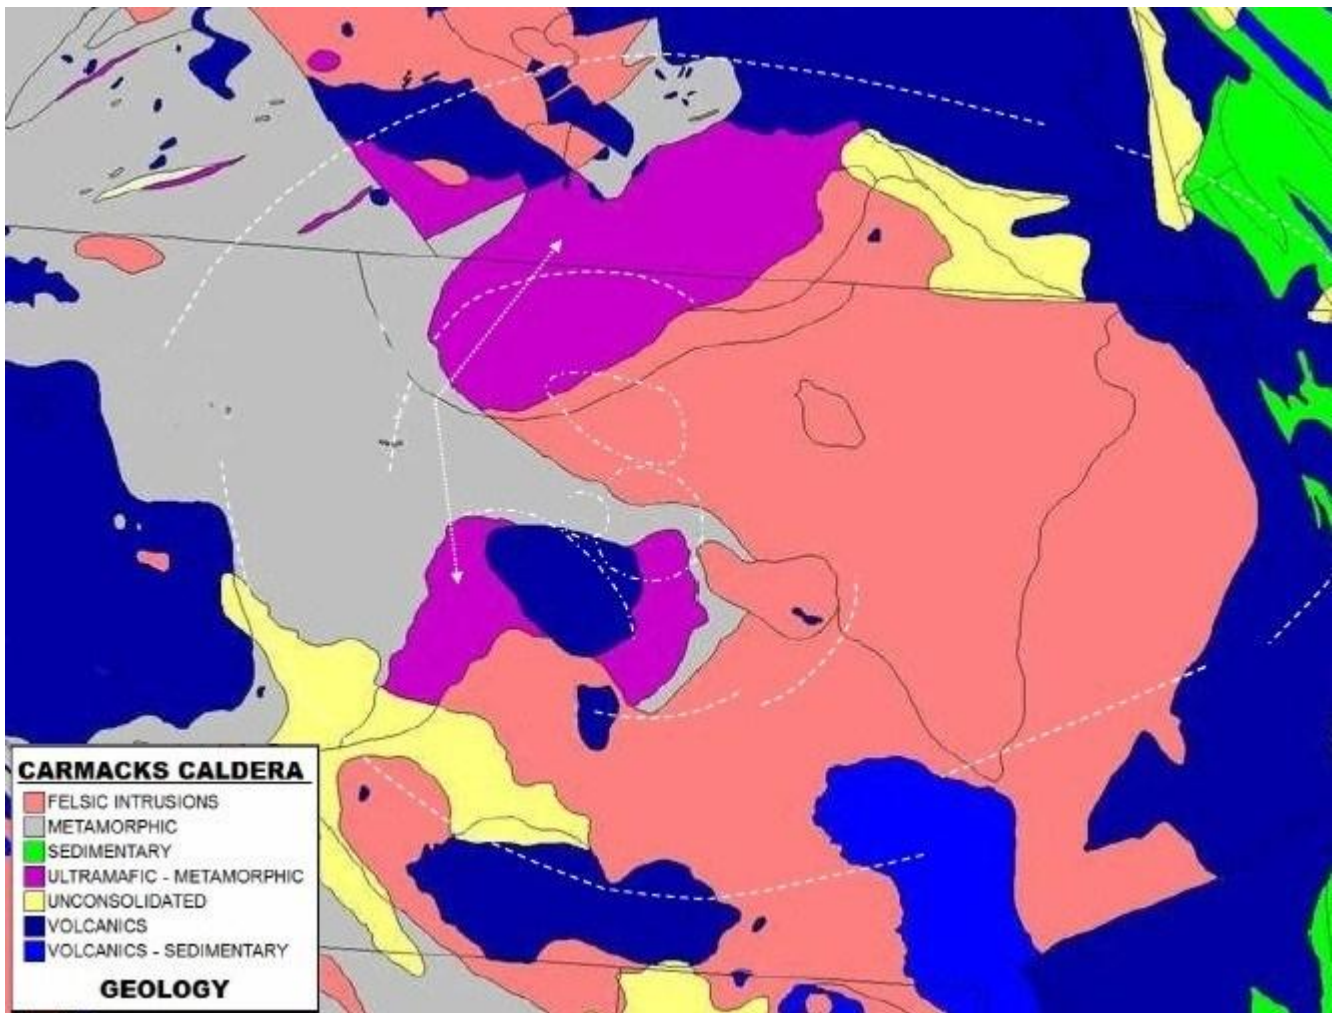 CARMACKS CALDERA
FELSIC INTRUSIONS
METAMORPHIC
SEDIMENTARY
ULTRAMAFIC - METAMORPHIC
UNCONSOLIDATED
VOLCANICS
VOLCANICS - SEDIMENTARY
GEOLOGY